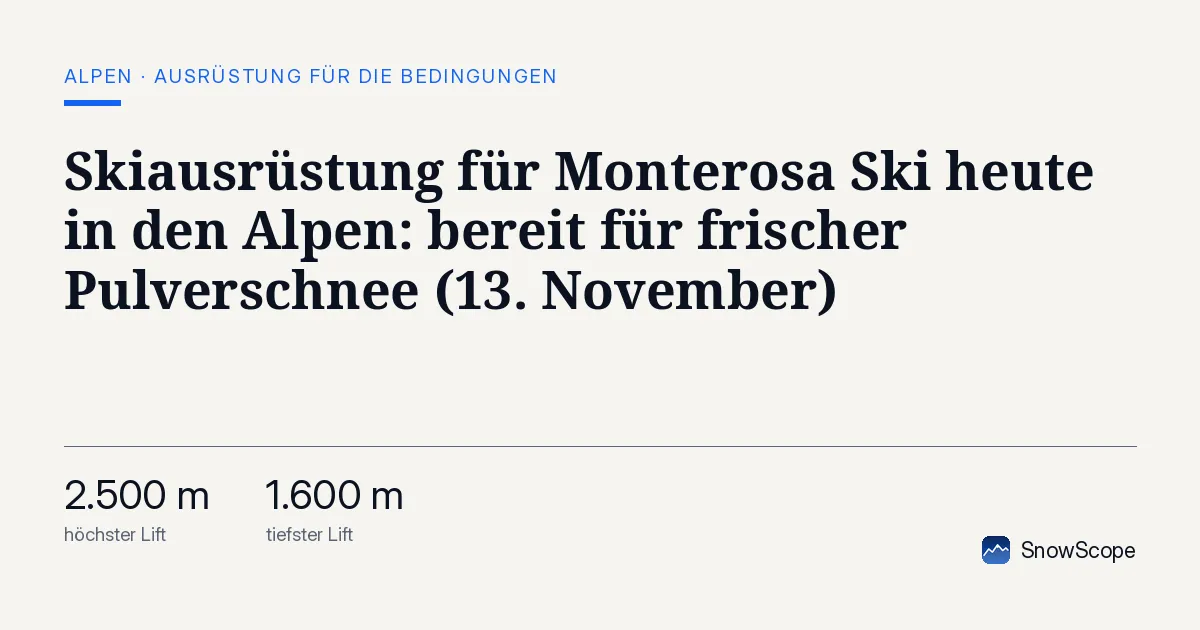 ALPEN · AUSRÜSTUNG FÜR DIE BEDINGUNGEN
Skiausrüstung für Monterosa Ski heute
in den Alpen: bereit für frischer
Pulverschnee (13. November)
2.500 m
höchster Lift
1.600 m
tiefster Lift
SnowScope